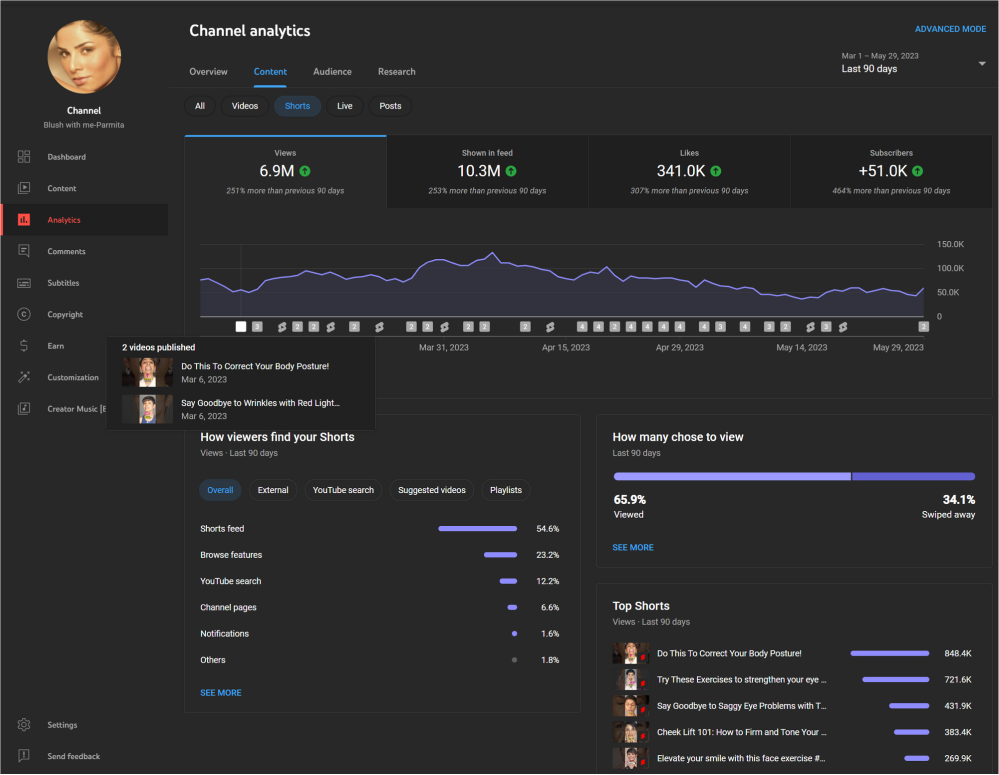 Channel analytics
ADVANCED MODE
Mar 1 – May 29, 2023
Last 90 days
Overview
Content
Audience
Research
All
Videos
Shorts
Live
Posts
Channel
Blush with me-Parmita
Dashboard
Content
Analytics
Comments
Subtitles
Copyright
Earn
Customization
Creator Music [B
Settings
Send feedback
Views
6.9M
251% more than previous 90 days
Shown in feed
10.3M
253% more than previous 90 days
Likes
341.0K
307% more than previous 90 days
Subscribers
+51.0K
464% more than previous 90 days
150.0K
100.0K
50.0K
0
3 2 2 2 2 2 2 2 2 4 4 2 4 4 4 4 3 4 3 2 3 2
Mar 31, 2023
Apr 15, 2023
Apr 29, 2023
May 14, 2023
May 29, 2023
2 videos published
Do This To Correct Your Body Posture!
Mar 6, 2023
Say Goodbye to Wrinkles with Red Light...
Mar 6, 2023
How viewers find your Shorts
Views · Last 90 days
Overall
External
YouTube search
Suggested videos
Playlists
Shorts feed 54.6%
Browse features 23.2%
YouTube search 12.2%
Channel pages 6.6%
Notifications 1.6%
Others 1.8%
SEE MORE
How many chose to view
Last 90 days
65.9% 34.1%
Viewed Swiped away
SEE MORE
Top Shorts
Views · Last 90 days
Do This To Correct Your Body Posture! 848.4K
Try These Exercises to strengthen your eye ... 721.6K
Say Goodbye to Saggy Eye Problems with T... 431.9K
Cheek Lift 101: How to Firm and Tone Your ... 383.4K
Elevate your smile with this face exercise #... 269.9K